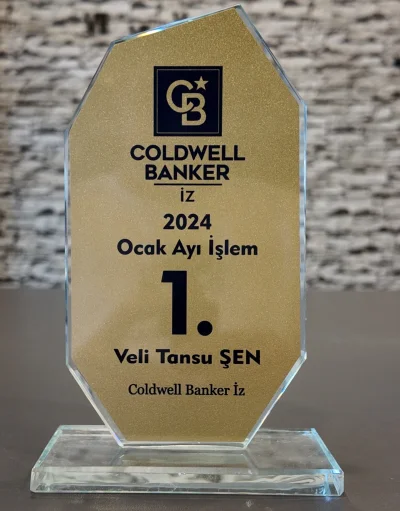 CB
COLDWELL
BANKER
İZ
2024
Ocak Ayı İşlem
1.
Veli Tansu ŞEN
Coldwell Banker İz